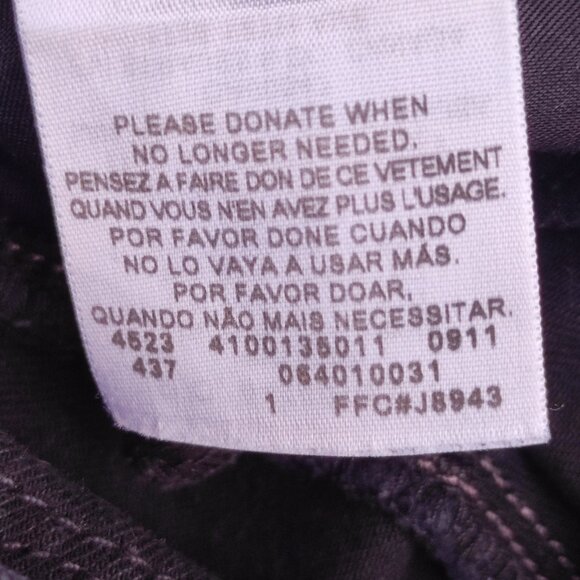 PLEASE DONATE WHEN
NO LONGER NEEDED.
PENSEZ A FAIRE DON DE CE VETEMENT
QUAND VOUS N'EN AVEZ PLUS L'USAGE.
POR FAVOR DONE CUANDO
NO LO VAYA A USAR MÁS.
POR FAVOR DOAR,
QUANDO NÃO MAIS NECESSITAR.
4523 4100135011 0911
437 064010031
1 FFC#J8943